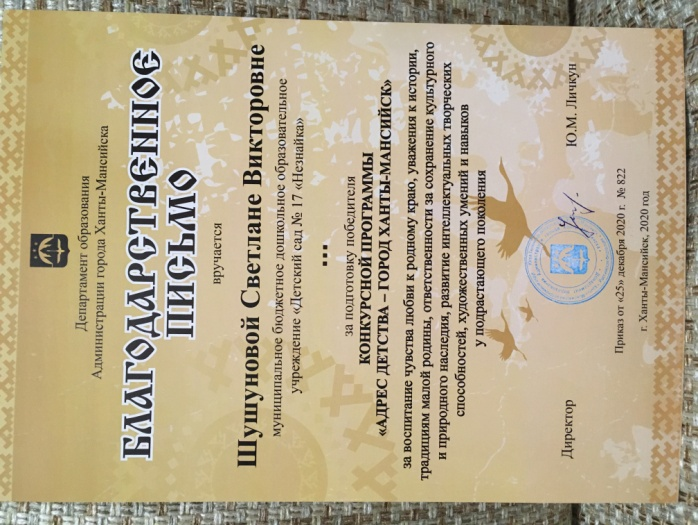 Департамент образования
Администрации города Ханты-Мансийска
БЛАГОДАРСТВЕННОЕ
ПИСЬМО
вручается
Шушуновой Светлане Викторовне
муниципальное бюджетное дошкольное образовательное
учреждение «Детский сад № 17 «Незнайка»
за подготовку победителя
КОНКУРСНОЙ ПРОГРАММЫ
«АДРЕС ДЕТСТВА – ГОРОД ХАНТЫ-МАНСИЙСК»
за воспитание чувства любви к родному краю, уважения к истории,
традициям малой родины, ответственности за сохранение культурного
и природного наследия, развитие интеллектуальных творческих
способностей, художественных умений и навыков
у подрастающего поколения
Директор Ю.М. Личкун
Приказ от «25» декабря 2020 г. № 822
г. Ханты-Мансийск, 2020 год